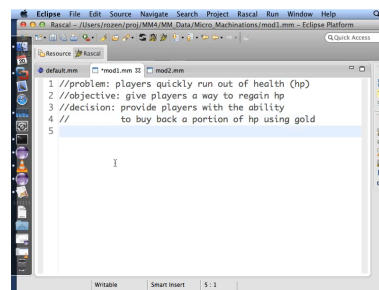 Eclipse File Edit Source Navigate Search Project Rascal Run Window Help
Rascal - /Users/rozen/proj/MM4/MM_Data/Micro_Machinations/mod1.mm - Eclipse Platform
Quick Access
Resource Rascal
default.mm *mod1.mm mod2.mm
1 //problem: players quickly run out of health (hp)
2 //objective: give players a way to regain hp
3 //decision: provide players with the ability
4 // to buy back a portion of hp using gold
5
Writable Smart Insert 5 : 1